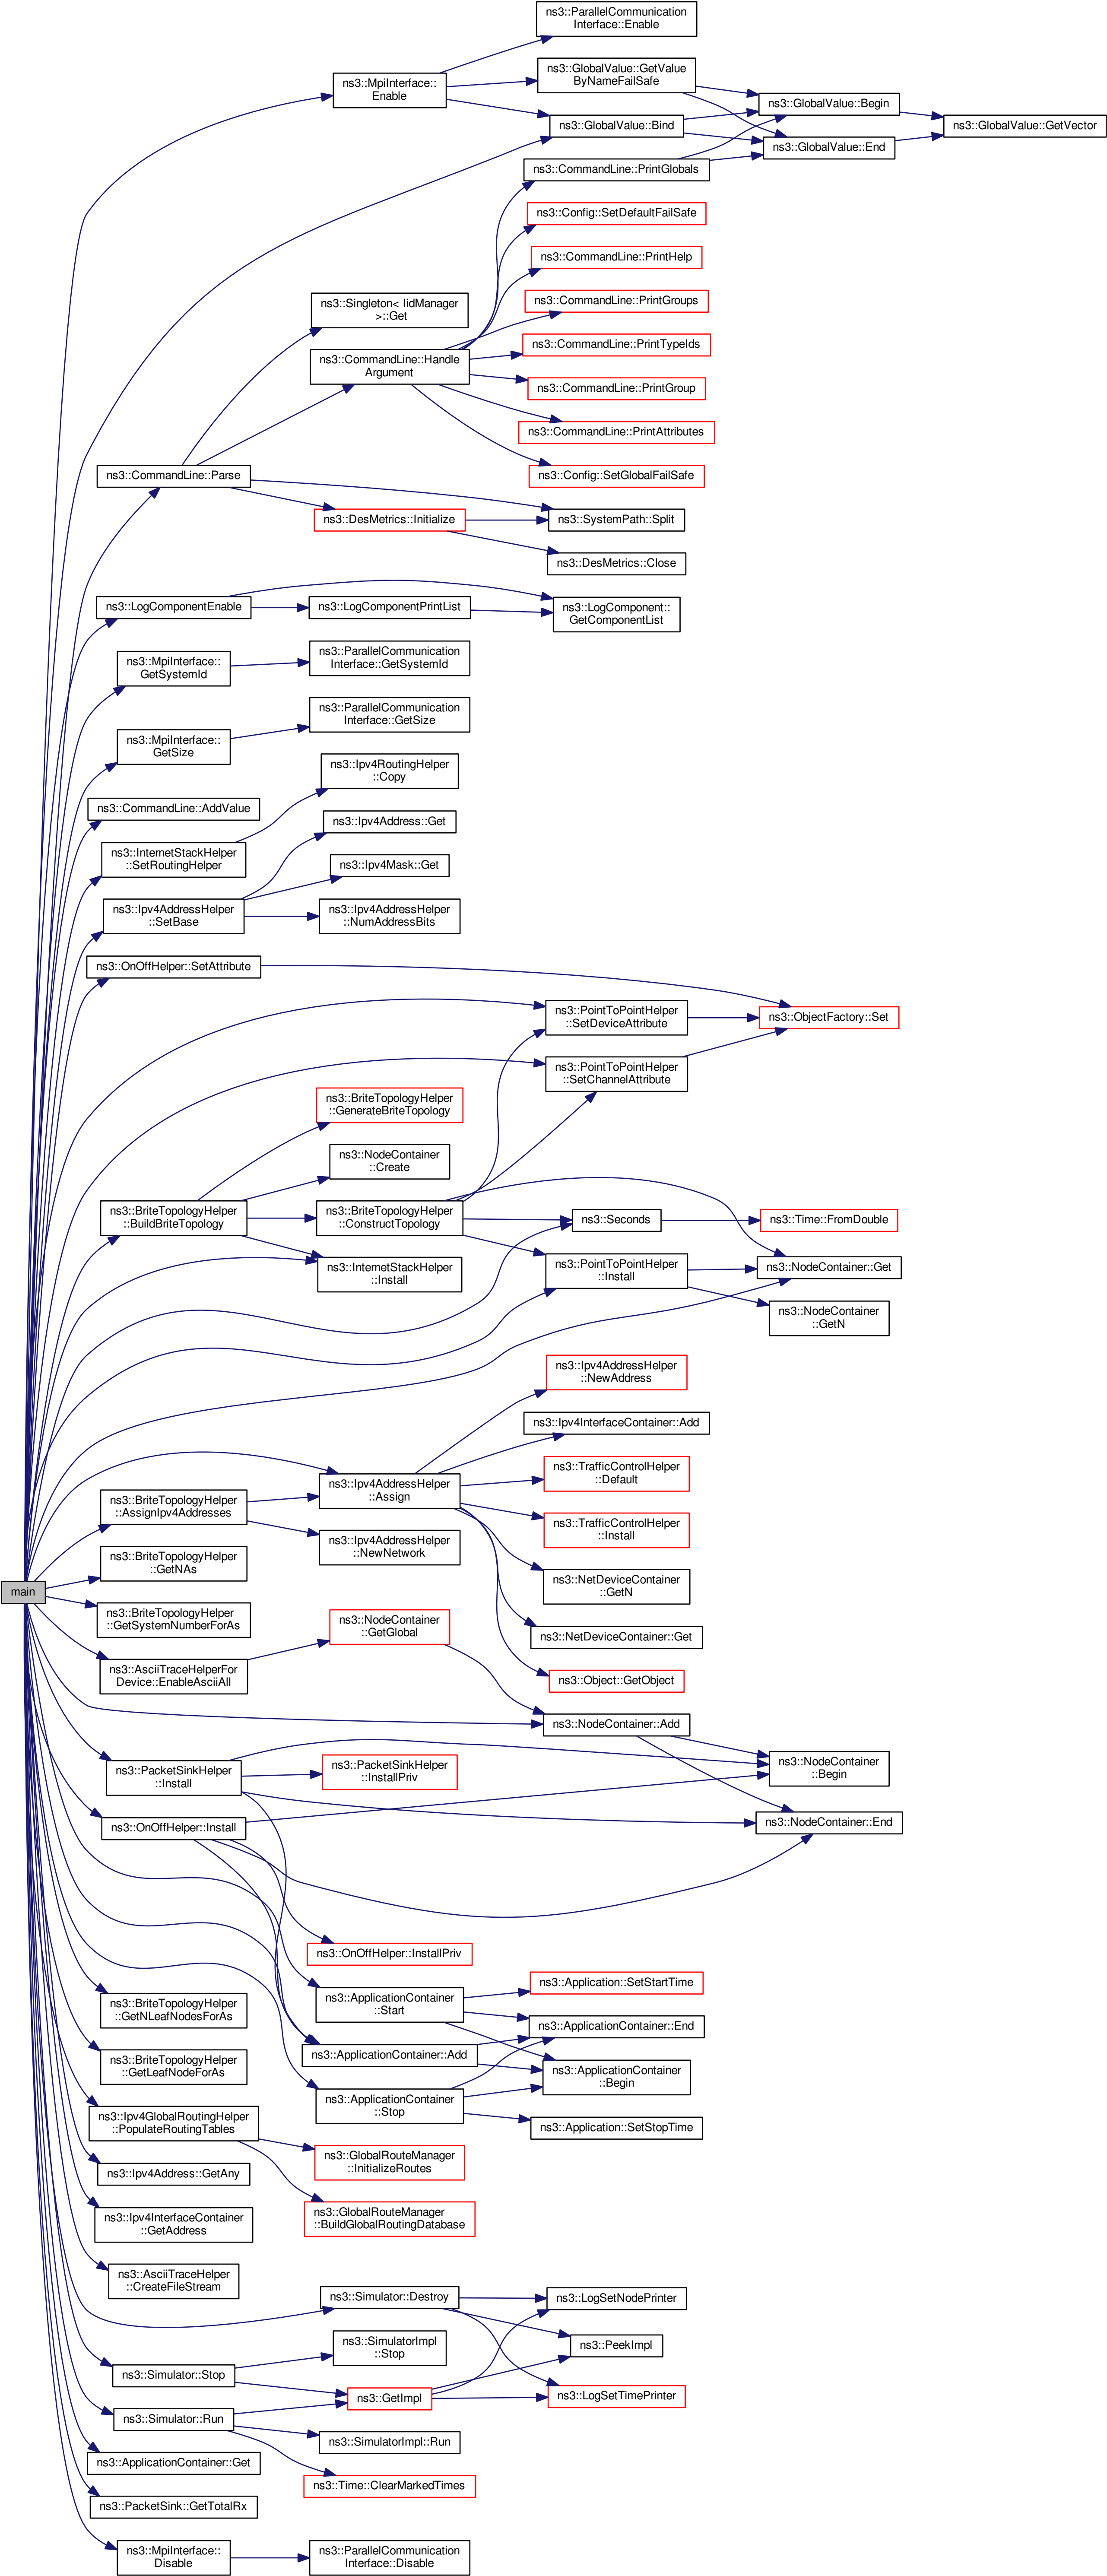 ns3::ParallelCommunication
Interface::Enable
ns3::MpiInterface::
Enable
ns3::GlobalValue::GetValue
ByNameFailSafe
ns3::GlobalValue::Begin
ns3::GlobalValue::Bind
ns3::GlobalValue::GetVector
ns3::GlobalValue::End
ns3::CommandLine::PrintGlobals
ns3::Config::SetDefaultFailSafe
ns3::CommandLine::PrintHelp
ns3::Singleton< IidManager
>::Get
ns3::CommandLine::PrintGroups
ns3::CommandLine::PrintTypeIds
ns3::CommandLine::Handle
Argument
ns3::CommandLine::PrintGroup
ns3::CommandLine::PrintAttributes
ns3::CommandLine::Parse
ns3::Config::SetGlobalFailSafe
ns3::DesMetrics::Initialize
ns3::SystemPath::Split
ns3::DesMetrics::Close
ns3::LogComponentEnable
ns3::LogComponentPrintList
ns3::LogComponent::
GetComponentList
ns3::MpiInterface::
GetSystemId
ns3::ParallelCommunication
Interface::GetSystemId
ns3::MpiInterface::
GetSize
ns3::ParallelCommunication
Interface::GetSize
ns3::Ipv4RoutingHelper
::Copy
ns3::CommandLine::AddValue
ns3::Ipv4Address::Get
ns3::InternetStackHelper
::SetRoutingHelper
ns3::Ipv4Mask::Get
ns3::Ipv4AddressHelper
::SetBase
ns3::Ipv4AddressHelper
::NumAddressBits
ns3::OnOffHelper::SetAttribute
ns3::PointToPointHelper
::SetDeviceAttribute
ns3::ObjectFactory::Set
ns3::PointToPointHelper
::SetChannelAttribute
ns3::BriteTopologyHelper
::GenerateBriteTopology
ns3::NodeContainer
::Create
ns3::BriteTopologyHelper
::BuildBriteTopology
ns3::BriteTopologyHelper
::ConstructTopology
ns3::Seconds
ns3::Time::FromDouble
ns3::InternetStackHelper
::Install
ns3::PointToPointHelper
::Install
ns3::NodeContainer::Get
ns3::NodeContainer
::GetN
ns3::Ipv4AddressHelper
::NewAddress
ns3::Ipv4InterfaceContainer::Add
ns3::TrafficControlHelper
::Default
ns3::Ipv4AddressHelper
::Assign
ns3::BriteTopologyHelper
::AssignIpv4Addresses
ns3::TrafficControlHelper
::Install
ns3::Ipv4AddressHelper
::NewNetwork
ns3::BriteTopologyHelper
::GetNAs
ns3::NetDeviceContainer
::GetN
main
ns3::BriteTopologyHelper
::GetSystemNumberForAs
ns3::NodeContainer
::GetGlobal
ns3::NetDeviceContainer::Get
ns3::AsciiTraceHelperFor
Device::EnableAsciiAll
ns3::Object::GetObject
ns3::NodeContainer::Add
ns3::PacketSinkHelper
::Install
ns3::PacketSinkHelper
::InstallPriv
ns3::NodeContainer
::Begin
ns3::OnOffHelper::Install
ns3::NodeContainer::End
ns3::OnOffHelper::InstallPriv
ns3::Application::SetStartTime
ns3::BriteTopologyHelper
::GetNLeafNodesForAs
ns3::ApplicationContainer
::Start
ns3::ApplicationContainer::End
ns3::ApplicationContainer::Add
ns3::BriteTopologyHelper
::GetLeafNodeForAs
ns3::ApplicationContainer
::Begin
ns3::ApplicationContainer
::Stop
ns3::Application::SetStopTime
ns3::Ipv4GlobalRoutingHelper
::PopulateRoutingTables
ns3::GlobalRouteManager
::InitializeRoutes
ns3::Ipv4Address::GetAny
ns3::GlobalRouteManager
::BuildGlobalRoutingDatabase
ns3::Ipv4InterfaceContainer
::GetAddress
ns3::AsciiTraceHelper
::CreateFileStream
ns3::Simulator::Destroy
ns3::LogSetNodePrinter
ns3::SimulatorImpl
::Stop
ns3::PeekImpl
ns3::Simulator::Stop
ns3::GetImpl
ns3::LogSetTimePrinter
ns3::Simulator::Run
ns3::SimulatorImpl::Run
ns3::ApplicationContainer::Get
ns3::Time::ClearMarkedTimes
ns3::PacketSink::GetTotalRx
ns3::MpiInterface::
Disable
ns3::ParallelCommunication
Interface::Disable